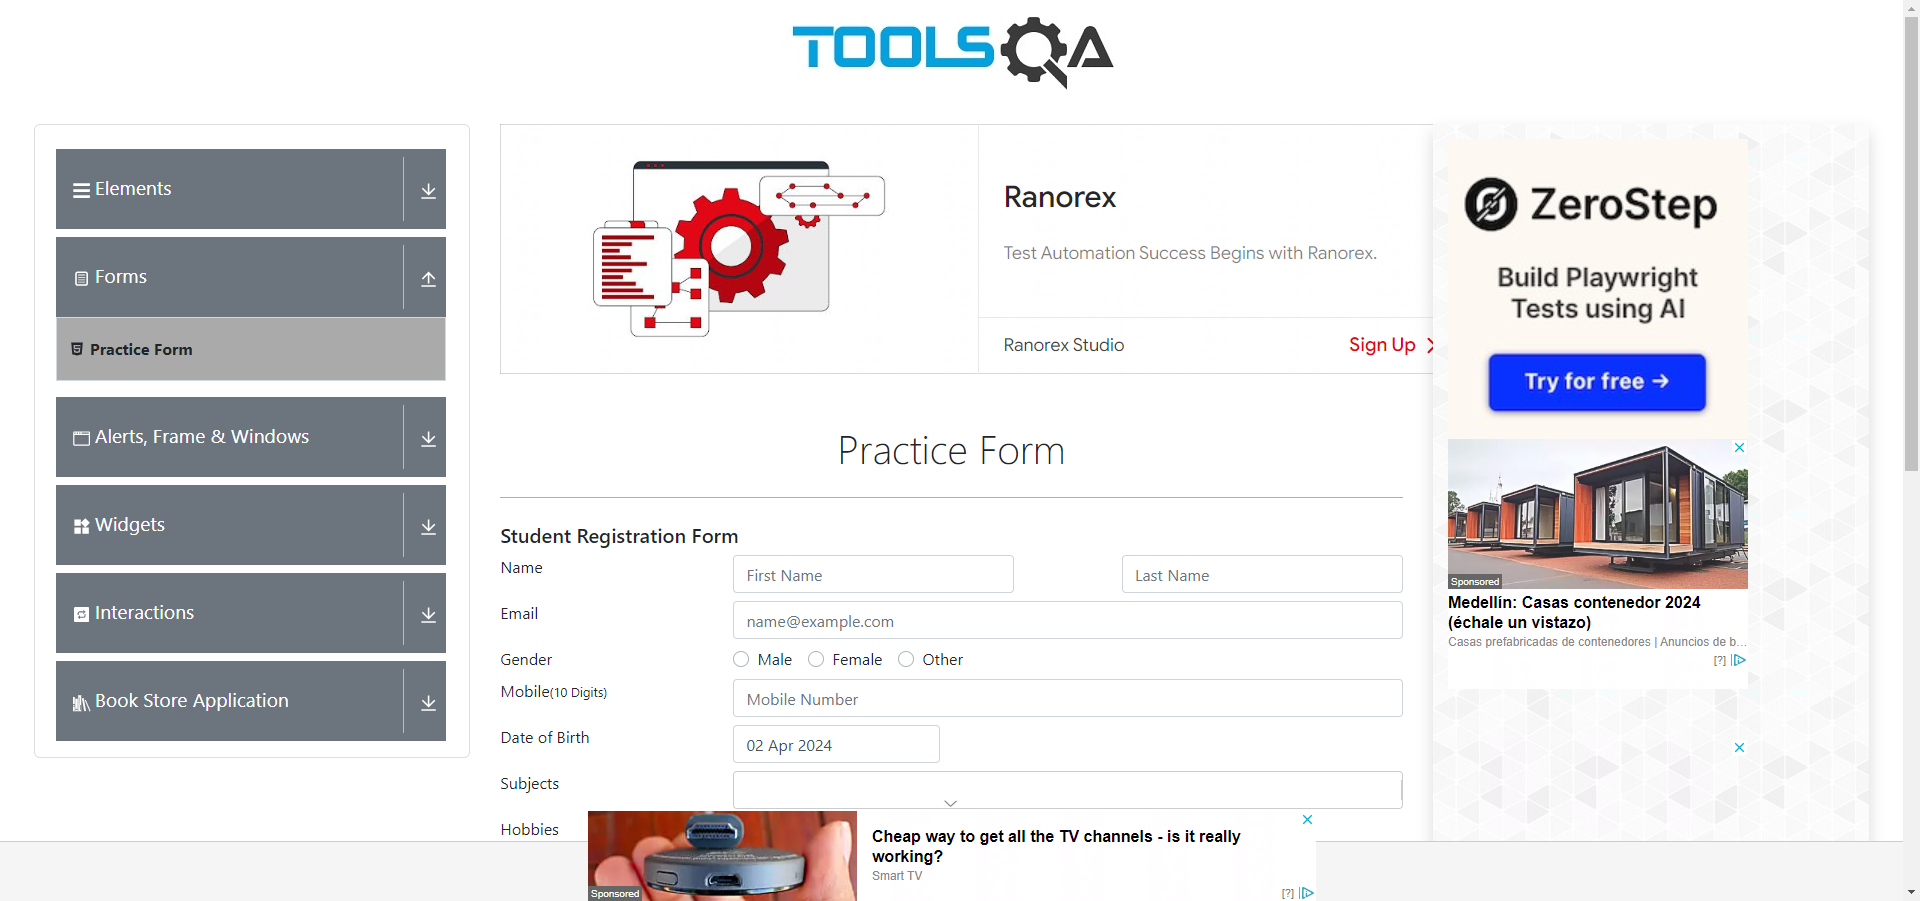 TOOLSQA
Elements
Forms
Practice Form
Alerts, Frame & Windows
Widgets
Interactions
Book Store Application
Ranorex
Test Automation Success Begins with Ranorex.
Ranorex Studio
Sign Up
Practice Form
Student Registration Form
Name
First Name
Last Name
Email
name@example.com
Gender
Male
Female
Other
Mobile(10 Digits)
Mobile Number
Date of Birth
02 Apr 2024
Subjects
Hobbies
ZeroStep
Build Playwright
Tests using AI
Try for free →
Sponsored
Medellín: Casas contenedor 2024
(échale un vistazo)
Casas prefabricadas de contenedores | Anuncios de b...
[?]
Sponsored
Cheap way to get all the TV channels - is it really
working?
Smart TV
[?]